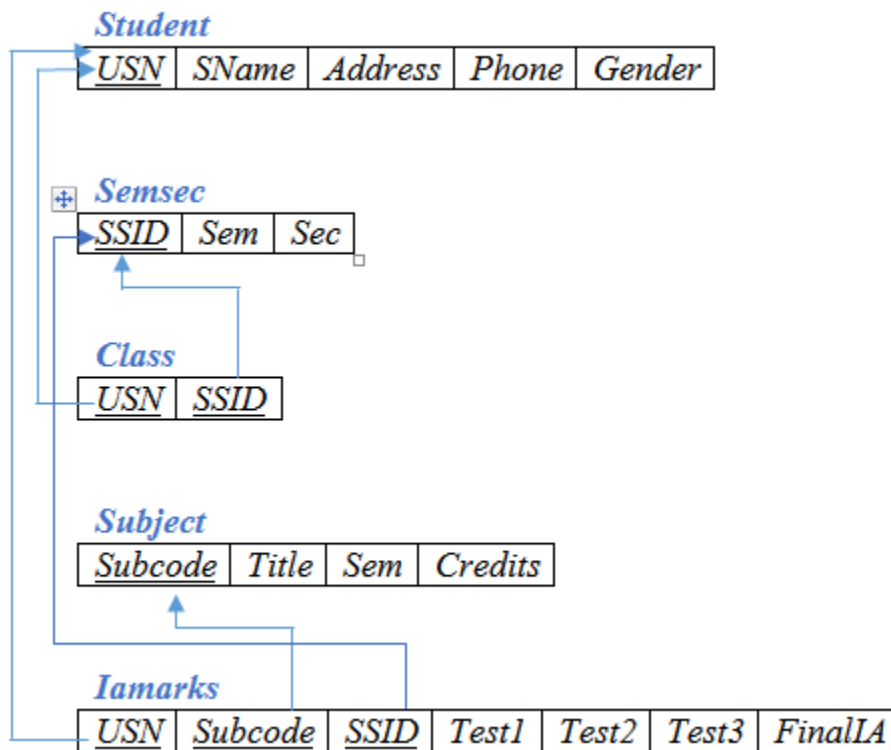 Student
USN SName Address Phone Gender
Semsec
SSID Sem Sec
Class
USN SSID
Subject
Subcode Title Sem Credits
Iamarks
USN Subcode SSID Test1 Test2 Test3 FinalIA